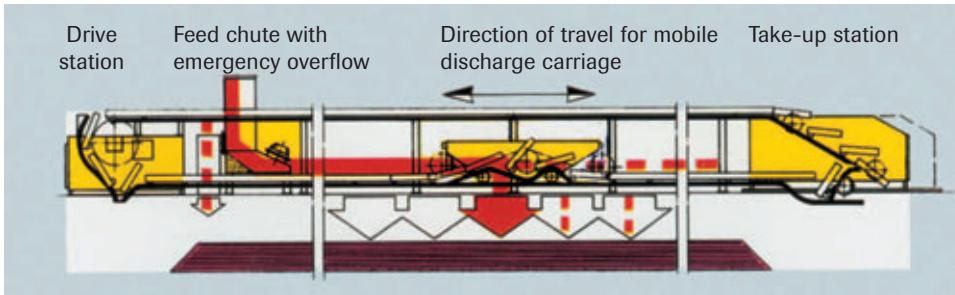 Drive
station
Feed chute with
emergency overflow
Direction of travel for mobile
discharge carriage
Take-up station